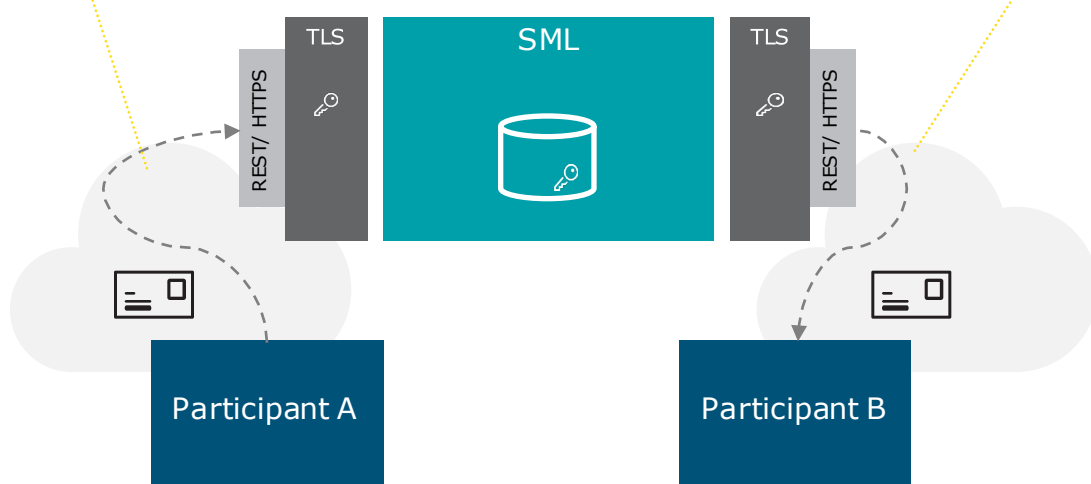 TLS
SML
TLS
REST/ HTTPS
REST/ HTTPS
Participant A
Participant B